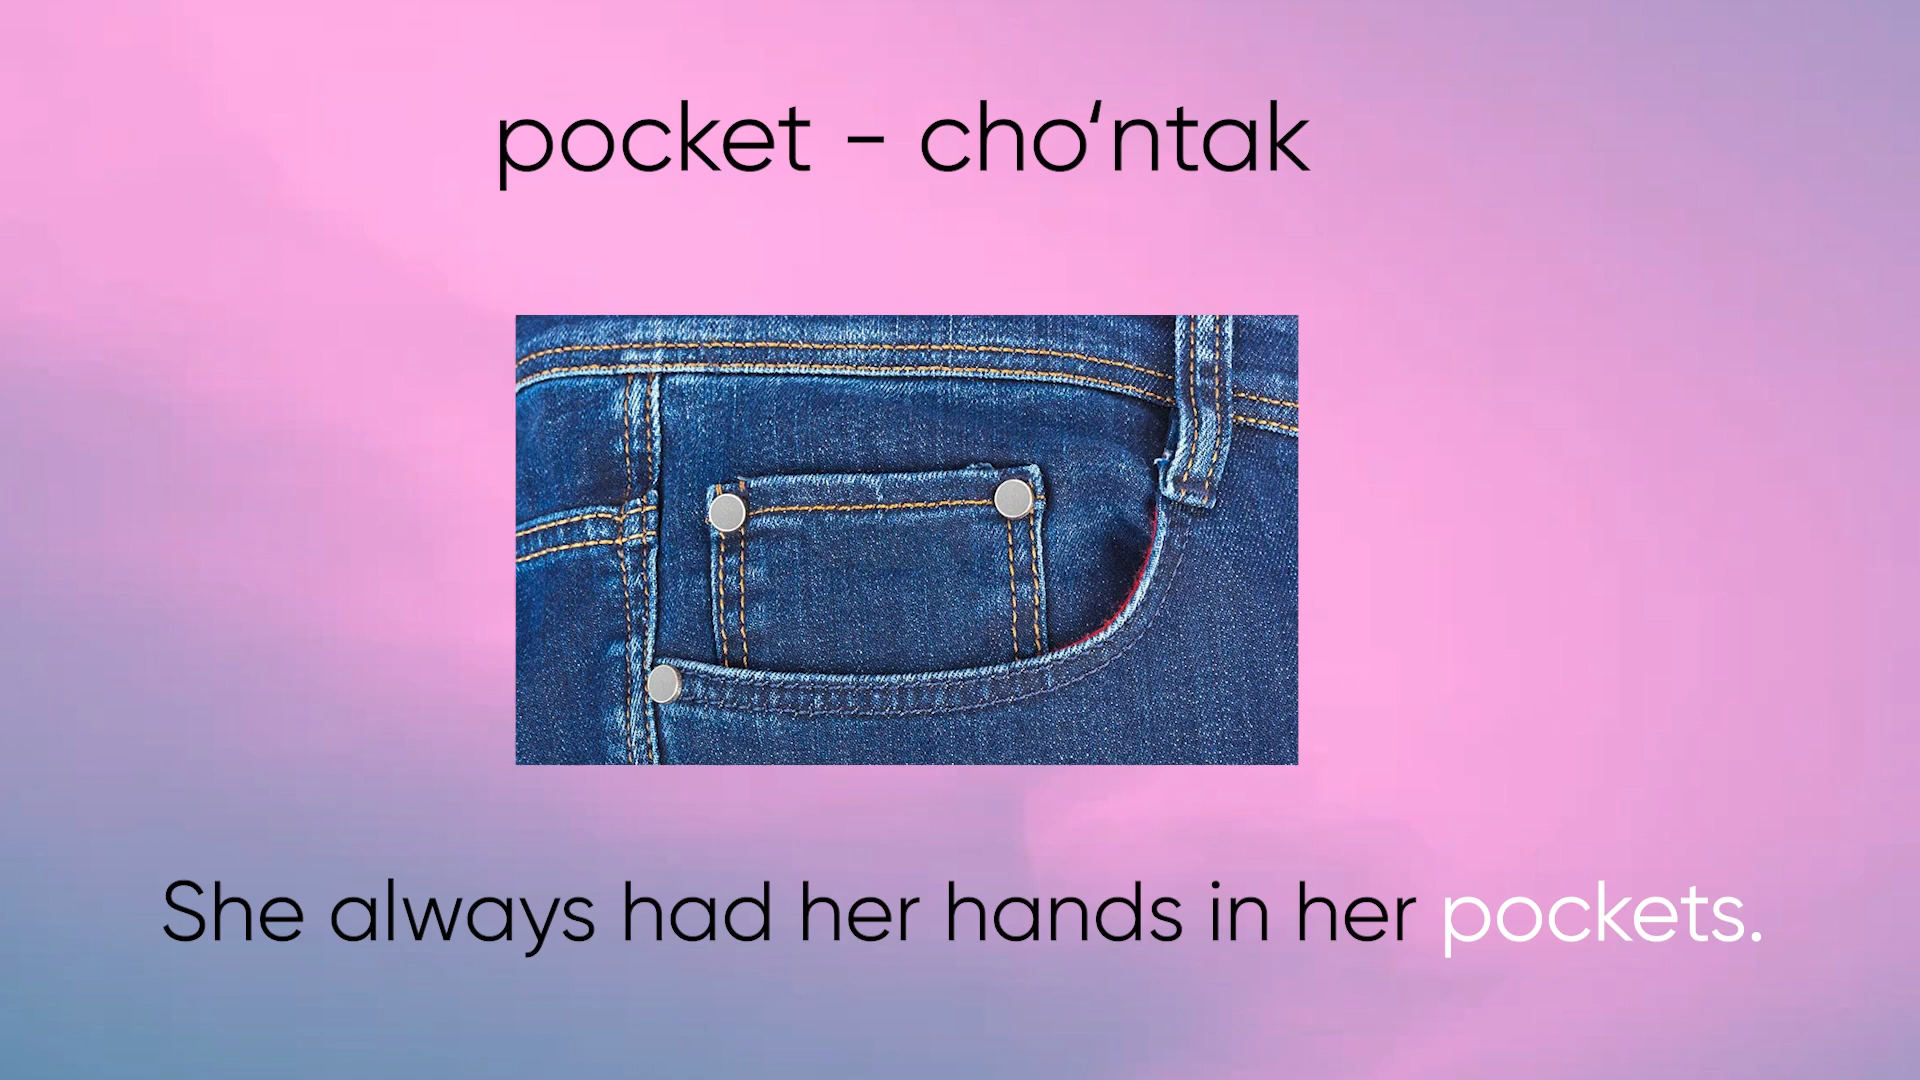 pocket - cho‘ntak
She always had her hands in her pockets.